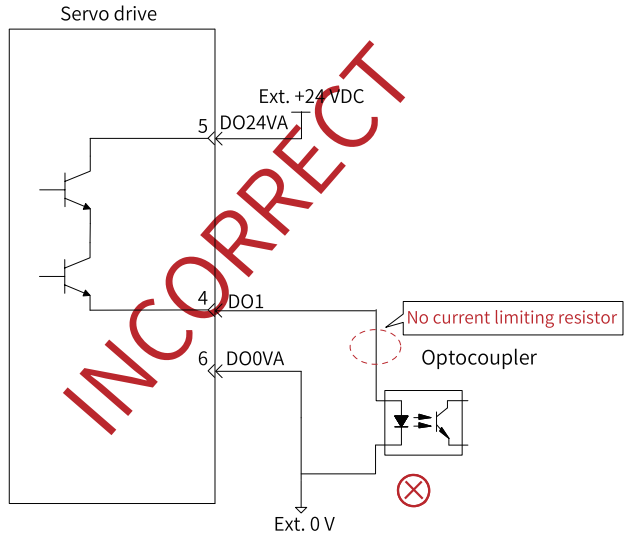 Servo drive
Ext. +24 VDC
5
DO24VA
INCORRECT
4
DO1
No current limiting resistor
6
DO0VA
Optocoupler
Ext. 0 V